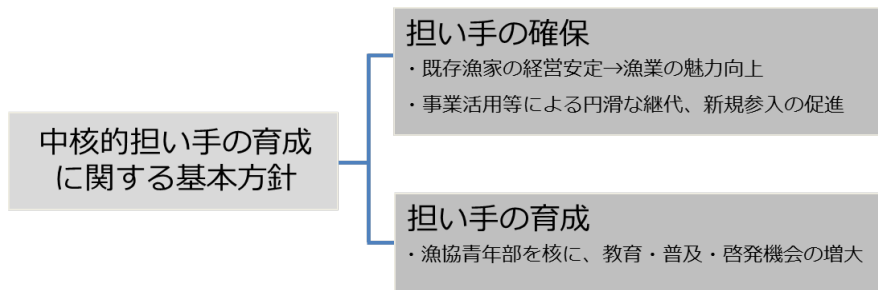 中核的担い手の育成
に関する基本方針
担い手の確保
・既存漁家の経営安定→漁業の魅力向上
・事業活用等による円滑な継代、新規参入の促進
担い手の育成
・漁協青年部を核に、教育・普及・啓発機会の増大